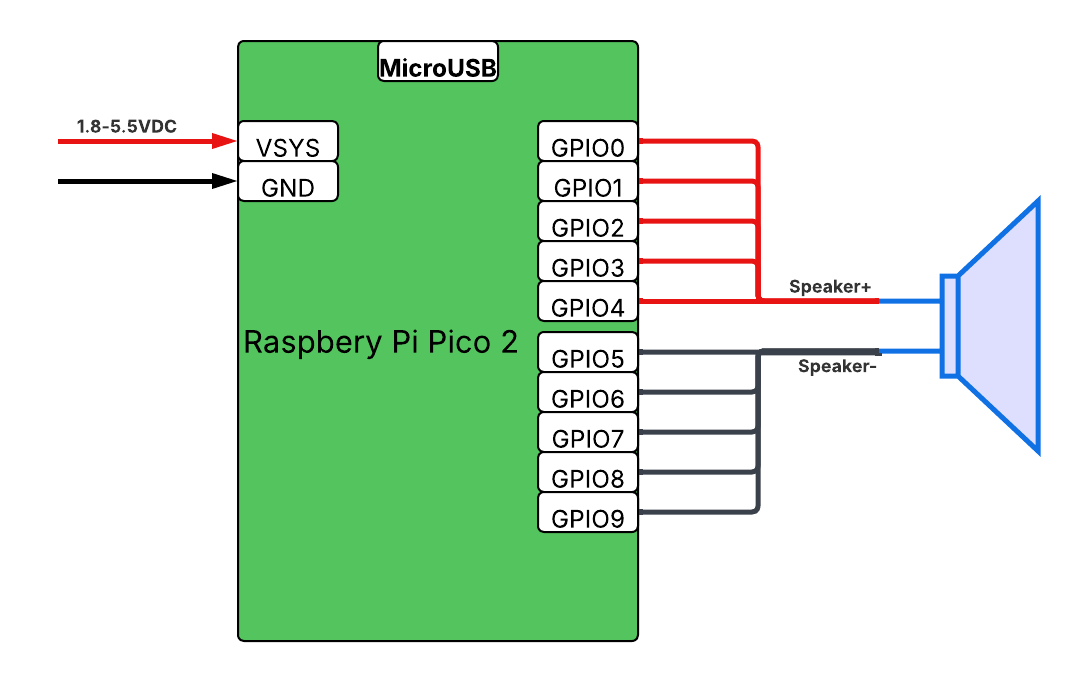 MicroUSB
1.8-5.5VDC
VSYS
GND
GPIO0
GPIO1
GPIO2
GPIO3
GPIO4
Speaker+
Raspbery Pi Pico 2
GPIO5
Speaker-
GPIO6
GPIO7
GPIO8
GPIO9